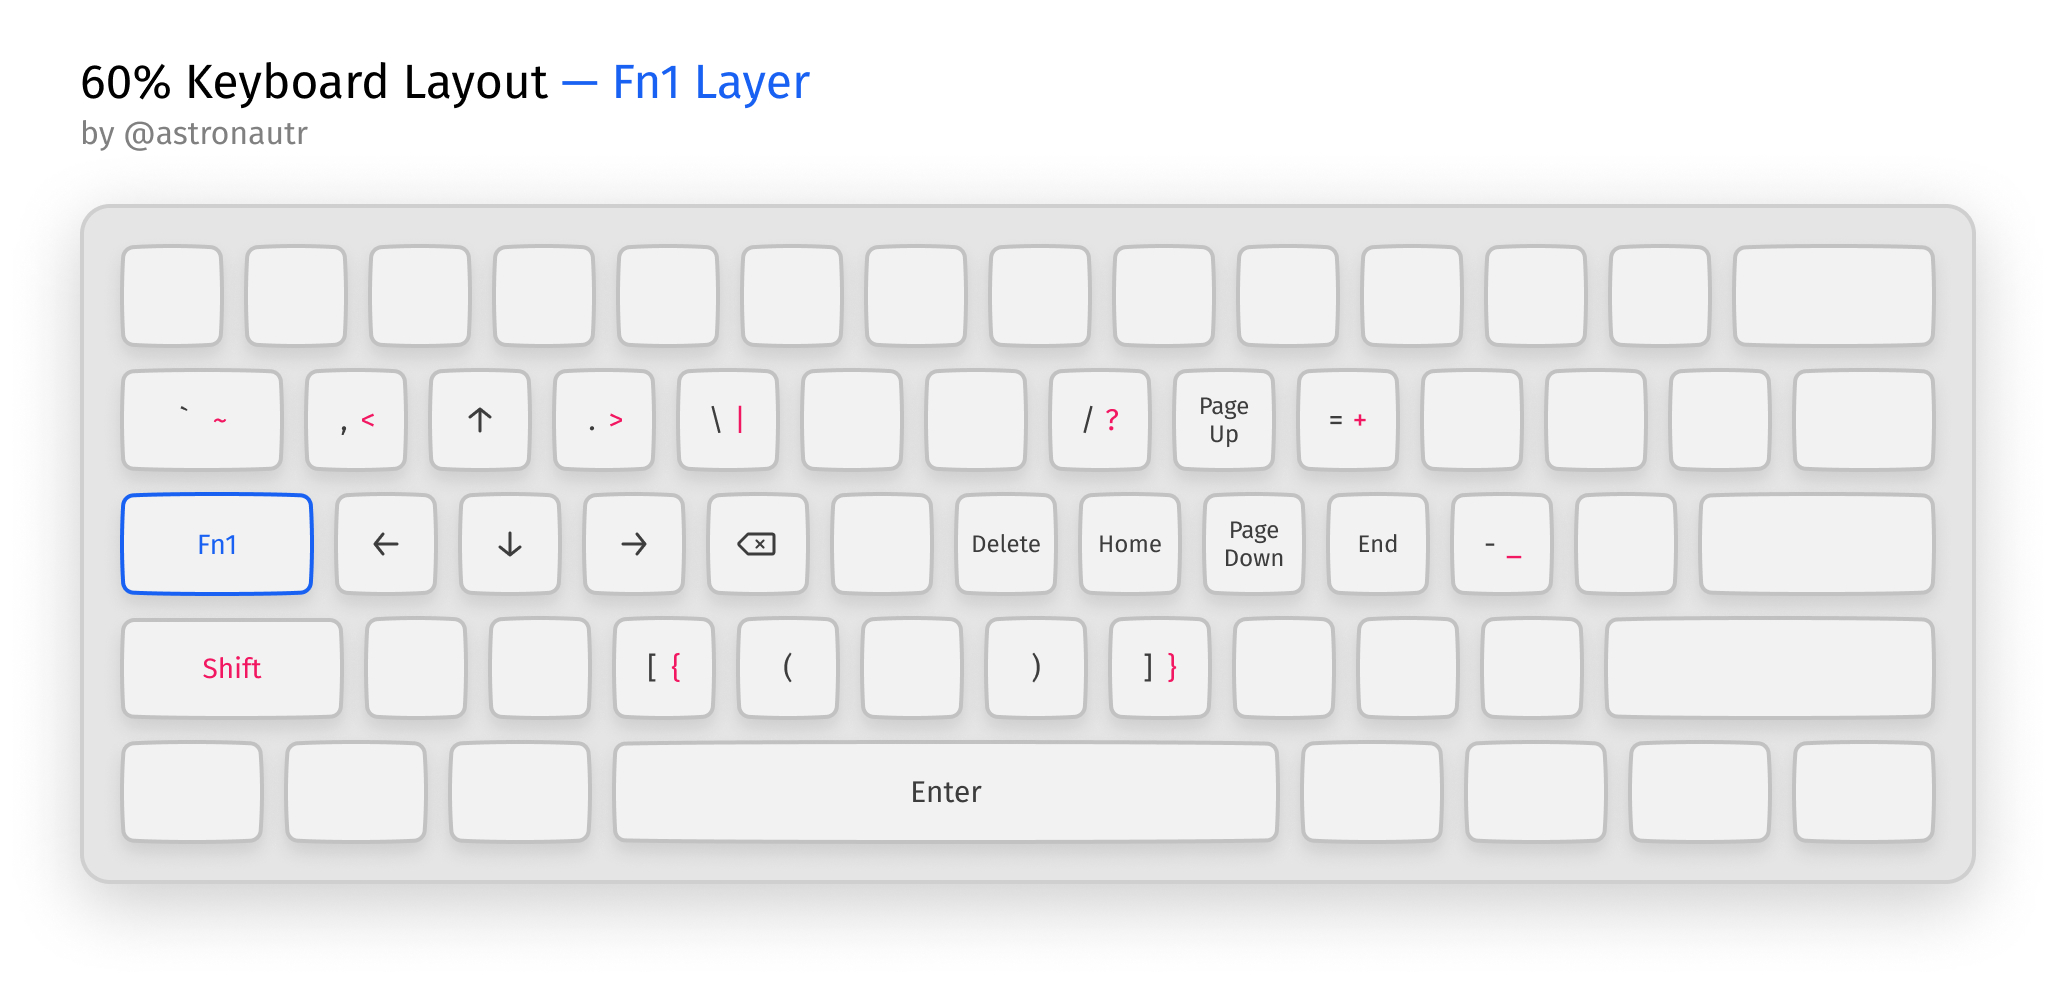 60% Keyboard Layout — Fn1 Layer
by @astronautr
` ~ , < ↑ . > \ | / ? Page Up = +
Fn1 ← ↓ → ⌫ Delete Home Page Down End - _
Shift [ { ( ) ] }
Enter